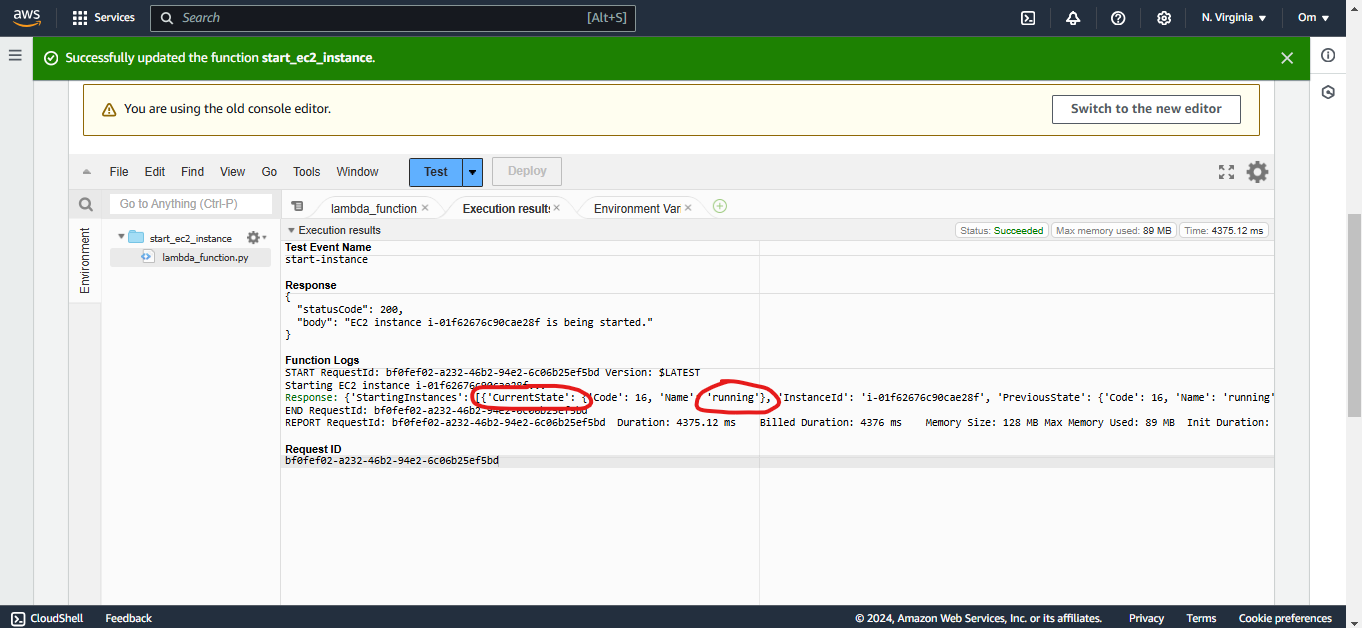 aws Services Search [Alt+S] N. Virginia Om
Successfully updated the function start_ec2_instance.
You are using the old console editor. Switch to the new editor
File Edit Find View Go Tools Window Test Deploy
Go to Anything (Ctrl-P) lambda_function Execution results Environment Var
Environment
start_ec2_instance
lambda_function.py
Execution results Status: Succeeded Max memory used: 89 MB Time: 4375.12 ms
Test Event Name
start-instance
Response
{
"statusCode": 200,
"body": "EC2 instance i-01f62676c90cae28f is being started."
}
Function Logs
START RequestId: bf0fef02-a232-46b2-94e2-6c06b25ef5bd Version: $LATEST
Starting EC2 instance i-01f62676c90cae28f...
Response: {'StartingInstances': [{'CurrentState': {'Code': 16, 'Name': 'running'}, 'InstanceId': 'i-01f62676c90cae28f', 'PreviousState': {'Code': 16, 'Name': 'running'
END RequestId: bf0fef02-a232-46b2-94e2-6c06b25ef5bd
REPORT RequestId: bf0fef02-a232-46b2-94e2-6c06b25ef5bd Duration: 4375.12 ms Billed Duration: 4376 ms Memory Size: 128 MB Max Memory Used: 89 MB Init Duration:
Request ID
bf0fef02-a232-46b2-94e2-6c06b25ef5bd
CloudShell Feedback © 2024, Amazon Web Services, Inc. or its affiliates. Privacy Terms Cookie preferences